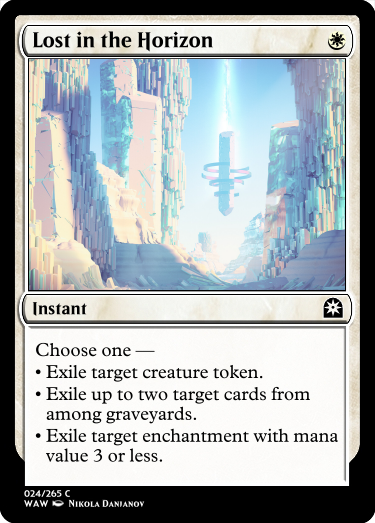 Lost in the Horizon
Instant
Choose one —
• Exile target creature token.
• Exile up to two target cards from
among graveyards.
• Exile target enchantment with mana
value 3 or less.
024/265 C
WAW Nikola Danjanov